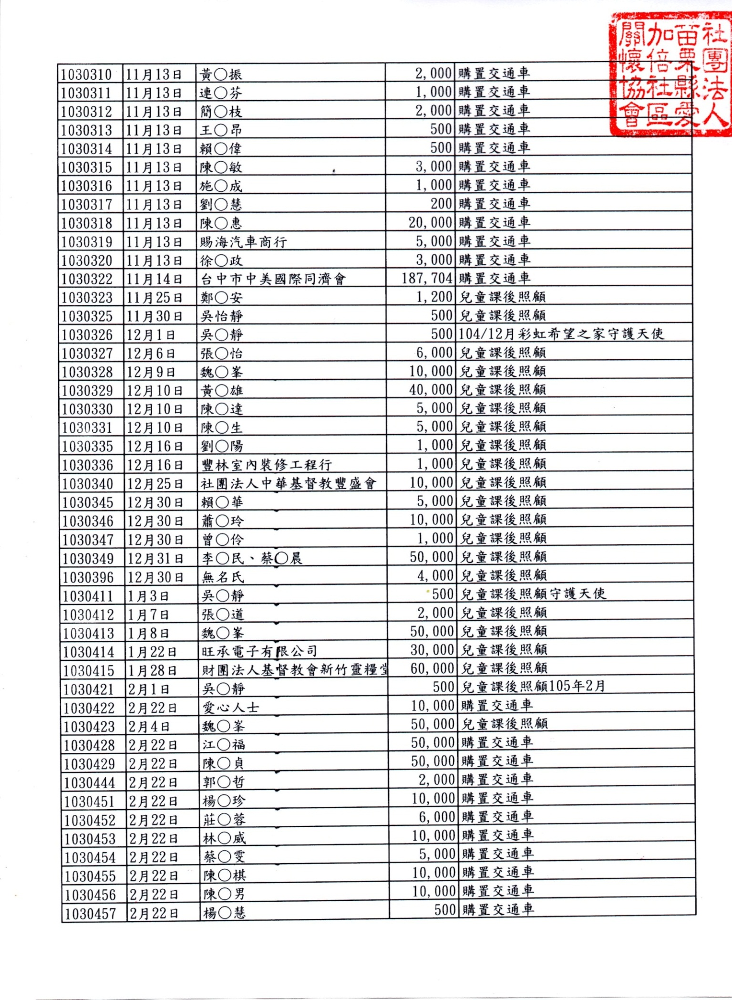 社團法人
苗栗縣愛
加倍社區
關懷協會
1030310 11月13日 黃〇振 2,000 購置交通車
1030311 11月13日 連〇芬 1,000 購置交通車
1030312 11月13日 簡〇枝 2,000 購置交通車
1030313 11月13日 王〇昂 500 購置交通車
1030314 11月13日 賴〇偉 500 購置交通車
1030315 11月13日 陳〇敏 3,000 購置交通車
1030316 11月13日 施〇成 1,000 購置交通車
1030317 11月13日 劉〇慧 200 購置交通車
1030318 11月13日 陳〇惠 20,000 購置交通車
1030319 11月13日 賜海汽車商行 5,000 購置交通車
1030320 11月13日 徐〇政 3,000 購置交通車
1030322 11月14日 台中市中美國際同濟會 187,704 購置交通車
1030323 11月25日 鄭〇安 1,200 兒童課後照顧
1030325 11月30日 吳怡靜 500 兒童課後照顧
1030326 12月1日 吳〇靜 500 104/12月彩虹希望之家守護天使
1030327 12月6日 張〇怡 6,000 兒童課後照顧
1030328 12月9日 魏〇峯 10,000 兒童課後照顧
1030329 12月10日 黃〇雄 40,000 兒童課後照顧
1030330 12月10日 陳〇達 5,000 兒童課後照顧
1030331 12月10日 陳〇生 5,000 兒童課後照顧
1030335 12月16日 劉〇陽 1,000 兒童課後照顧
1030336 12月16日 豐林室內裝修工程行 1,000 兒童課後照顧
1030340 12月25日 社團法人中華基督教豐盛會 10,000 兒童課後照顧
1030345 12月30日 賴〇華 5,000 兒童課後照顧
1030346 12月30日 蕭〇玲 10,000 兒童課後照顧
1030347 12月30日 曾〇伶 1,000 兒童課後照顧
1030349 12月31日 李〇民、蔡〇晨 50,000 兒童課後照顧
1030396 12月30日 無名氏 4,000 兒童課後照顧
1030411 1月3日 吳〇靜 500 兒童課後照顧守護天使
1030412 1月7日 張〇道 2,000 兒童課後照顧
1030413 1月8日 魏〇峯 50,000 兒童課後照顧
1030414 1月22日 旺承電子有限公司 30,000 兒童課後照顧
1030415 1月28日 財團法人基督教會新竹靈糧堂 60,000 兒童課後照顧
1030421 2月1日 吳〇靜 500 兒童課後照顧105年2月
1030422 2月22日 愛心人士 10,000 購置交通車
1030423 2月4日 魏〇峯 50,000 兒童課後照顧
1030428 2月22日 江〇福 50,000 購置交通車
1030429 2月22日 陳〇貞 50,000 購置交通車
1030444 2月22日 郭〇哲 2,000 購置交通車
1030451 2月22日 楊〇珍 10,000 購置交通車
1030452 2月22日 莊〇蓉 6,000 購置交通車
1030453 2月22日 林〇威 10,000 購置交通車
1030454 2月22日 蔡〇雯 5,000 購置交通車
1030455 2月22日 陳〇棋 10,000 購置交通車
1030456 2月22日 陳〇男 10,000 購置交通車
1030457 2月22日 楊〇慧 500 購置交通車